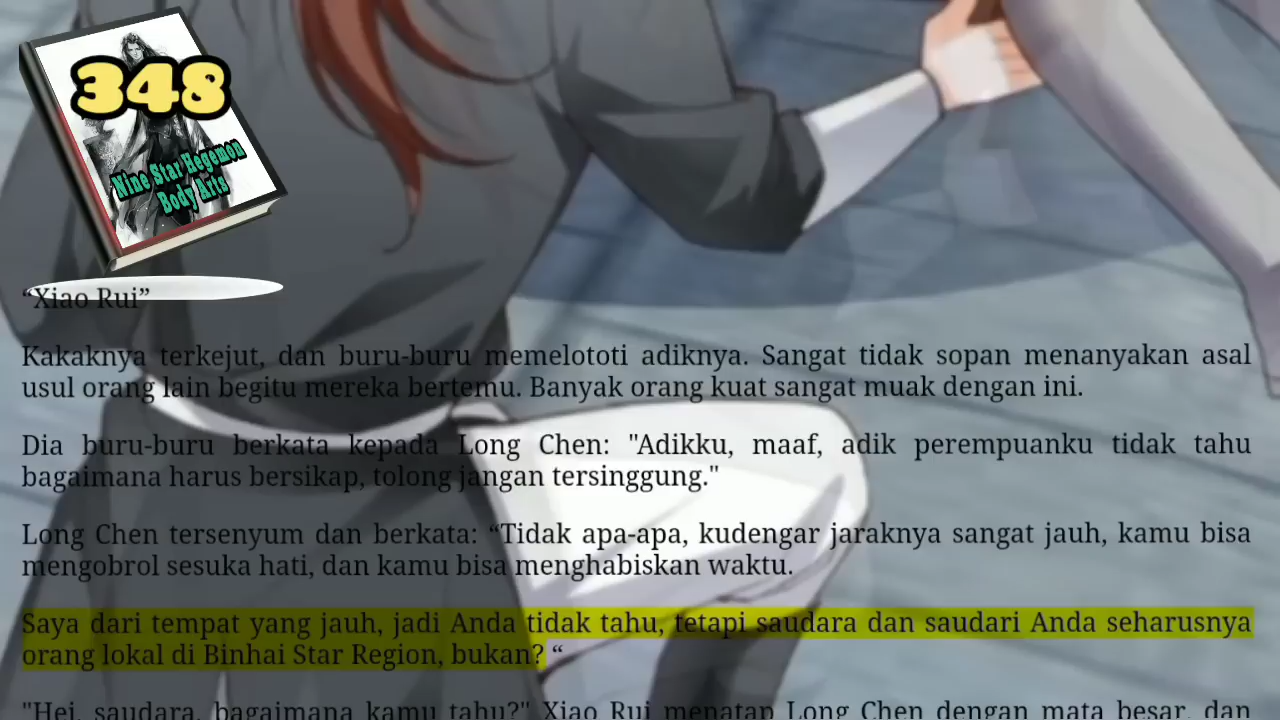 348
Nine Star Hegemon
Body Arts
“Xiao Rui”
Kakaknya terkejut, dan buru-buru memelototi adiknya. Sangat tidak sopan menanyakan asal
usul orang lain begitu mereka bertemu. Banyak orang kuat sangat muak dengan ini.
Dia buru-buru berkata kepada Long Chen: "Adikku, maaf, adik perempuanku tidak tahu
bagaimana harus bersikap, tolong jangan tersinggung."
Long Chen tersenyum dan berkata: “Tidak apa-apa, kudengar jaraknya sangat jauh, kamu bisa
mengobrol sesuka hati, dan kamu bisa menghabiskan waktu.
Saya dari tempat yang jauh, jadi Anda tidak tahu, tetapi saudara dan saudari Anda seharusnya
orang lokal di Binhai Star Region, bukan? “
"Hei, saudara, bagaimana kamu tahu?" Xiao Rui menatap Long Chen dengan mata besar, dan